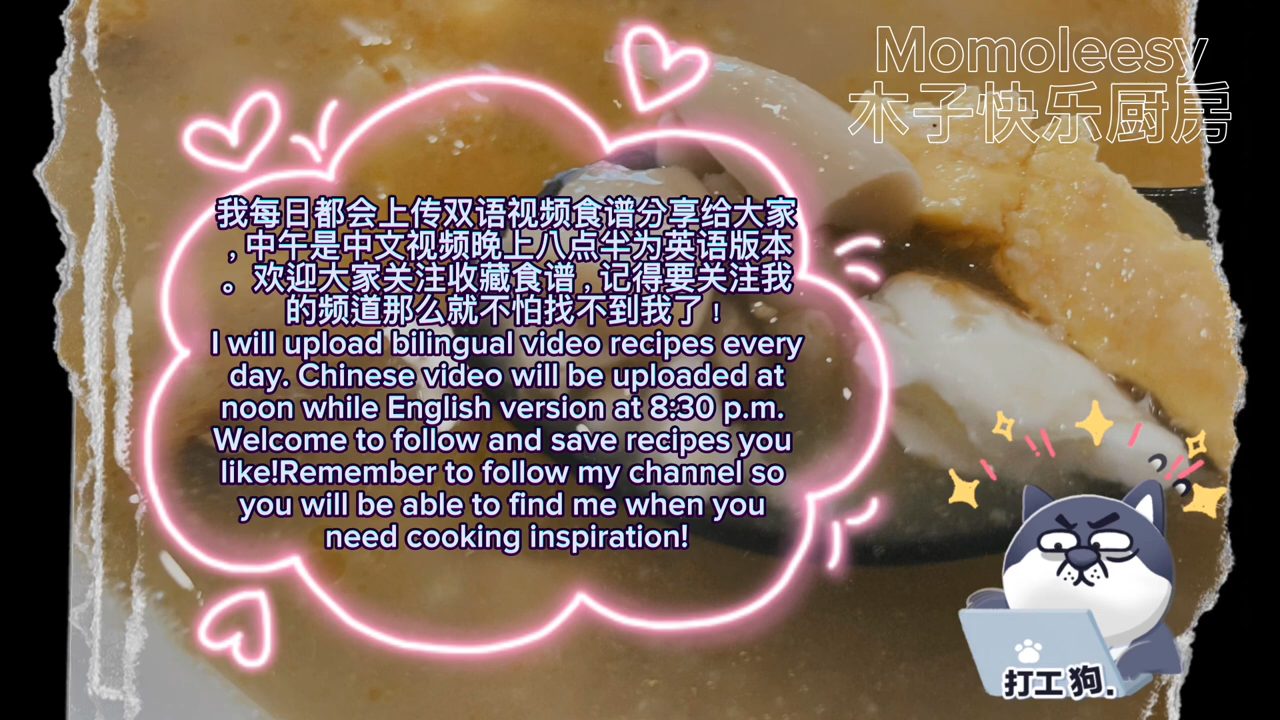 Momoleesy
木子快乐厨房
我每日都会上传双语视频食谱分享给大家
，中午是中文视频晚上八点半为英语版本
。欢迎大家关注收藏食谱，记得要关注我
的频道那么就不怕找不到我了！
I will upload bilingual video recipes every
day. Chinese video will be uploaded at
noon while English version at 8:30 p.m.
Welcome to follow and save recipes you
like!Remember to follow my channel so
you will be able to find me when you
need cooking inspiration!
打工狗.